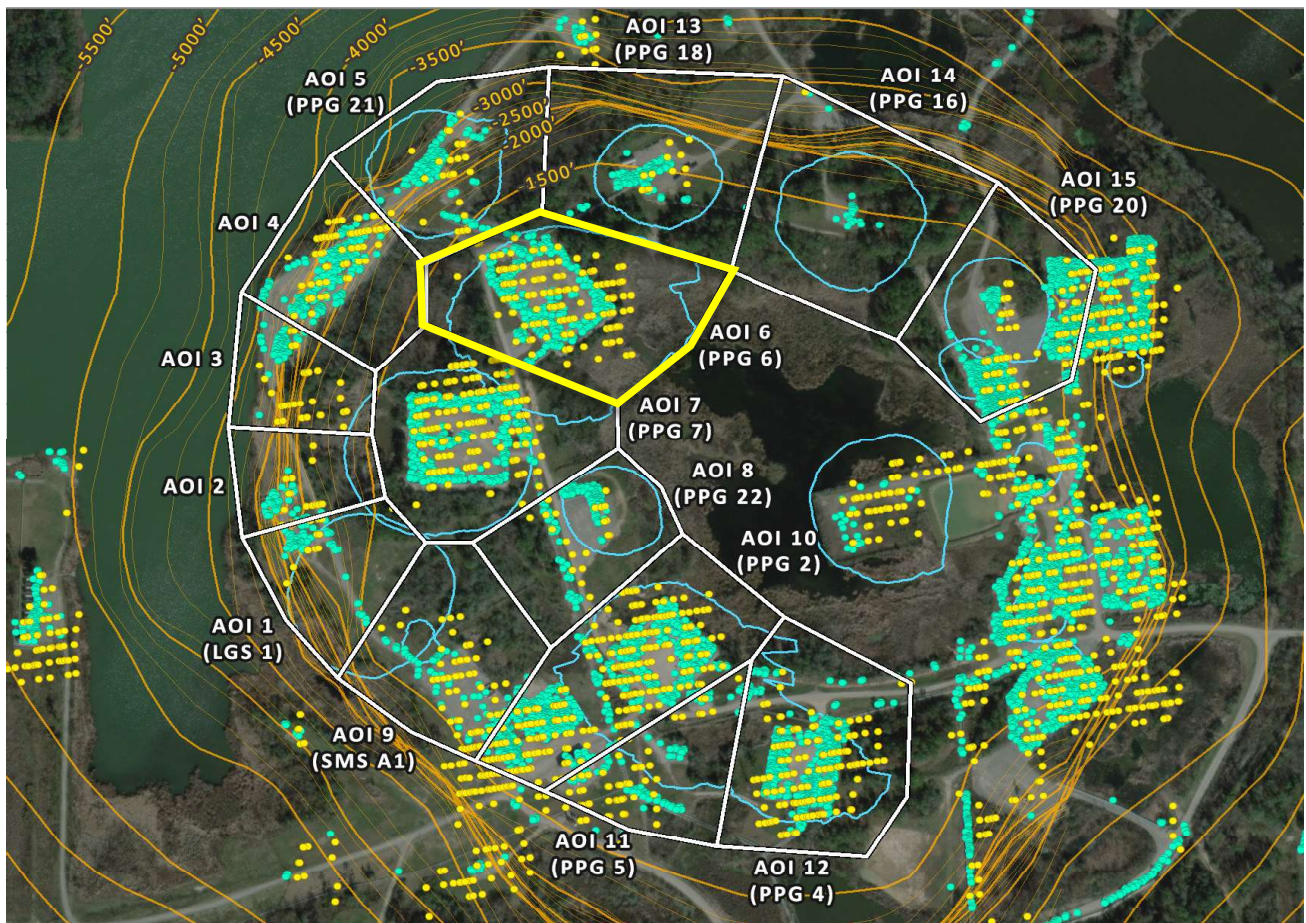 -5500'
-5000'
-4500'
-4000'
-3500'
-3000'
-2500'
-2000'
-1500'
AOI 13
(PPG 18)
AOI 5
(PPG 21)
AOI 14
(PPG 16)
AOI 15
(PPG 20)
AOI 4
AOI 3
AOI 6
(PPG 6)
AOI 7
(PPG 7)
AOI 8
(PPG 22)
AOI 2
AOI 10
(PPG 2)
AOI 1
(LGS 1)
AOI 9
(SMS A1)
AOI 11
(PPG 5)
AOI 12
(PPG 4)